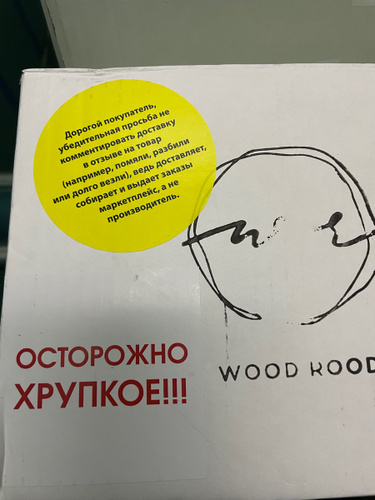 Дорогой покупатель,
убедительная просьба не
комментировать доставку
в отзыве на товар
(например, помяли, разбили
или долго везли), ведь доставляет,
собирает и выдает заказы
маркетплейс, а не
производитель.
ОСТОРОЖНО
ХРУПКОЕ!!!
WOOD ROOD